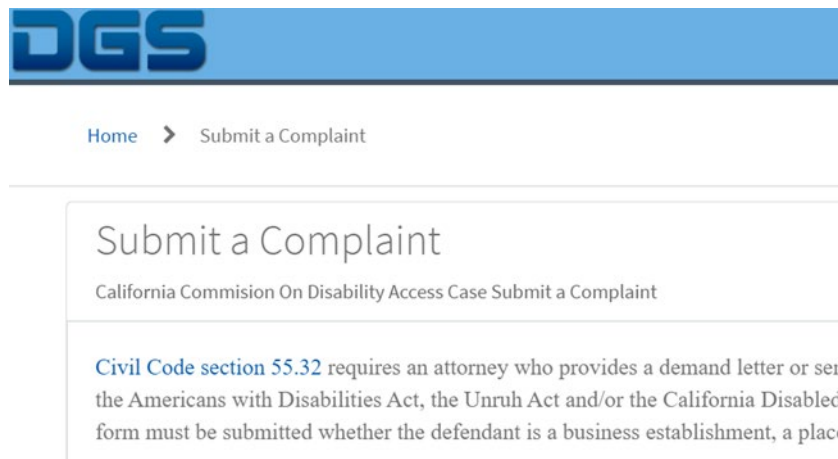 DGS
Home > Submit a Complaint
Submit a Complaint
California Commision On Disability Access Case Submit a Complaint
Civil Code section 55.32 requires an attorney who provides a demand letter or
the Americans with Disabilities Act, the Unruh Act and/or the California Disabled
form must be submitted whether the defendant is a business establishment, a